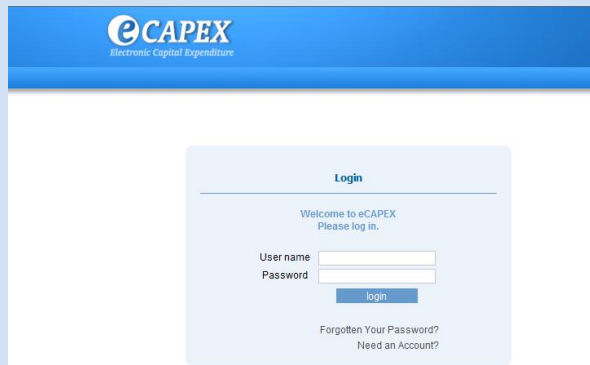 eCAPEX
Electronic Capital Expenditure
Login
Welcome to eCAPEX
Please log in.
User name
Password
login
Forgotten Your Password?
Need an Account?